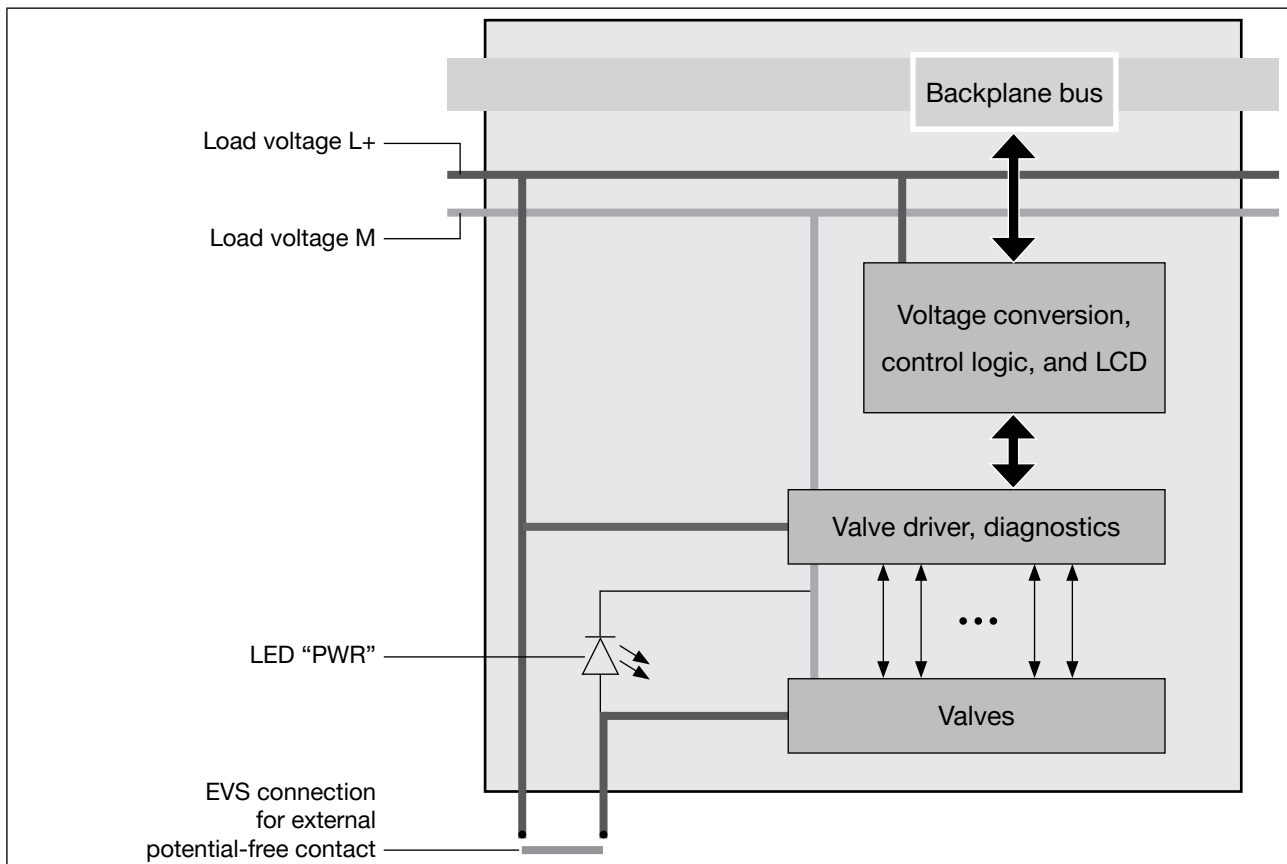 Backplane bus
Load voltage L+
Load voltage M
Voltage conversion,
control logic, and LCD
Valve driver, diagnostics
LED “PWR”
Valves
EVS connection
for external
potential-free contact